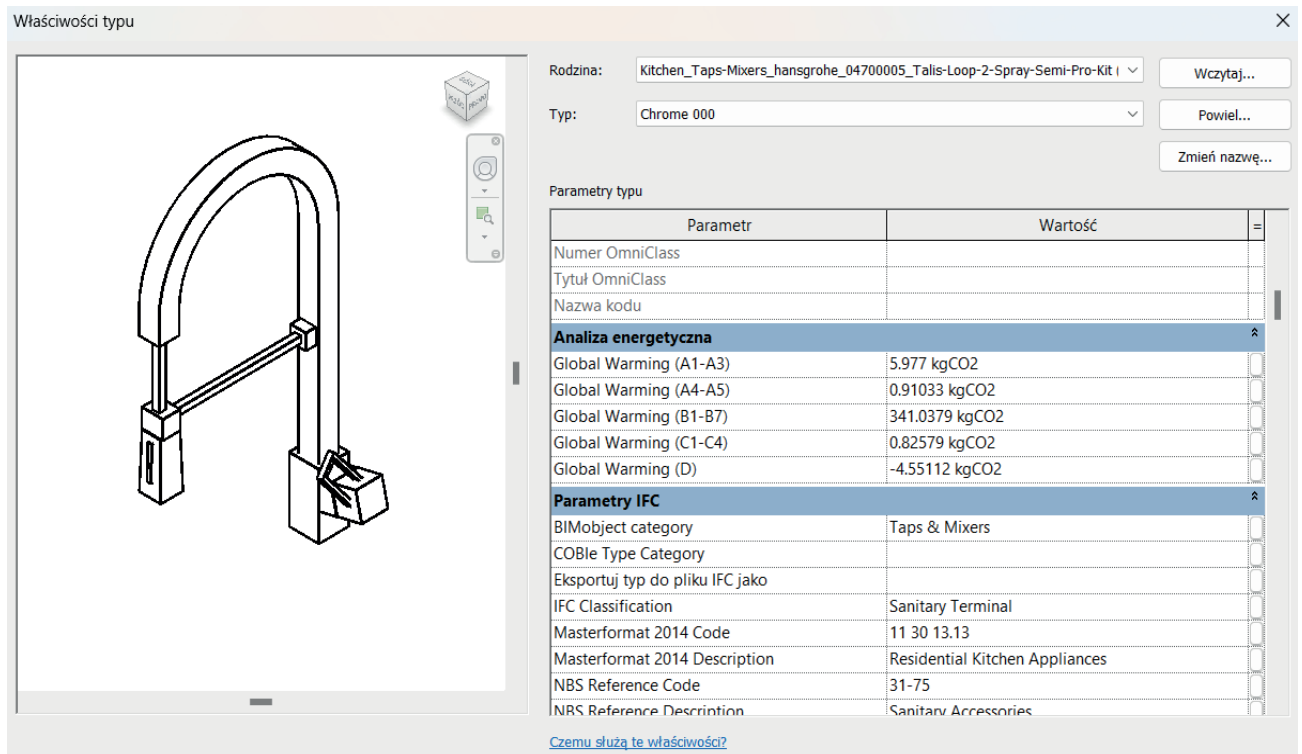 Właściwości typu
Rodzina: Kitchen_Taps-Mixers_hansgrohe_04700005_Talis-Loop-2-Spray-Semi-Pro-Kit ( Wczytaj...
Typ: Chrome 000 Powiel...
Zmień nazwę...
Parametry typu
Parametr Wartość =
Numer OmniClass
Tytuł OmniClass
Nazwa kodu
Analiza energetyczna
Global Warming (A1-A3) 5.977 kgCO2
Global Warming (A4-A5) 0.91033 kgCO2
Global Warming (B1-B7) 341.0379 kgCO2
Global Warming (C1-C4) 0.82579 kgCO2
Global Warming (D) -4.55112 kgCO2
Parametry IFC
BIMobject category Taps & Mixers
COBIe Type Category
Eksportuj typ do pliku IFC jako
IFC Classification Sanitary Terminal
Masterformat 2014 Code 11 30 13.13
Masterformat 2014 Description Residential Kitchen Appliances
NBS Reference Code 31-75
NBS Reference Description Sanitary Accessories
Czemu służą te właściwości?